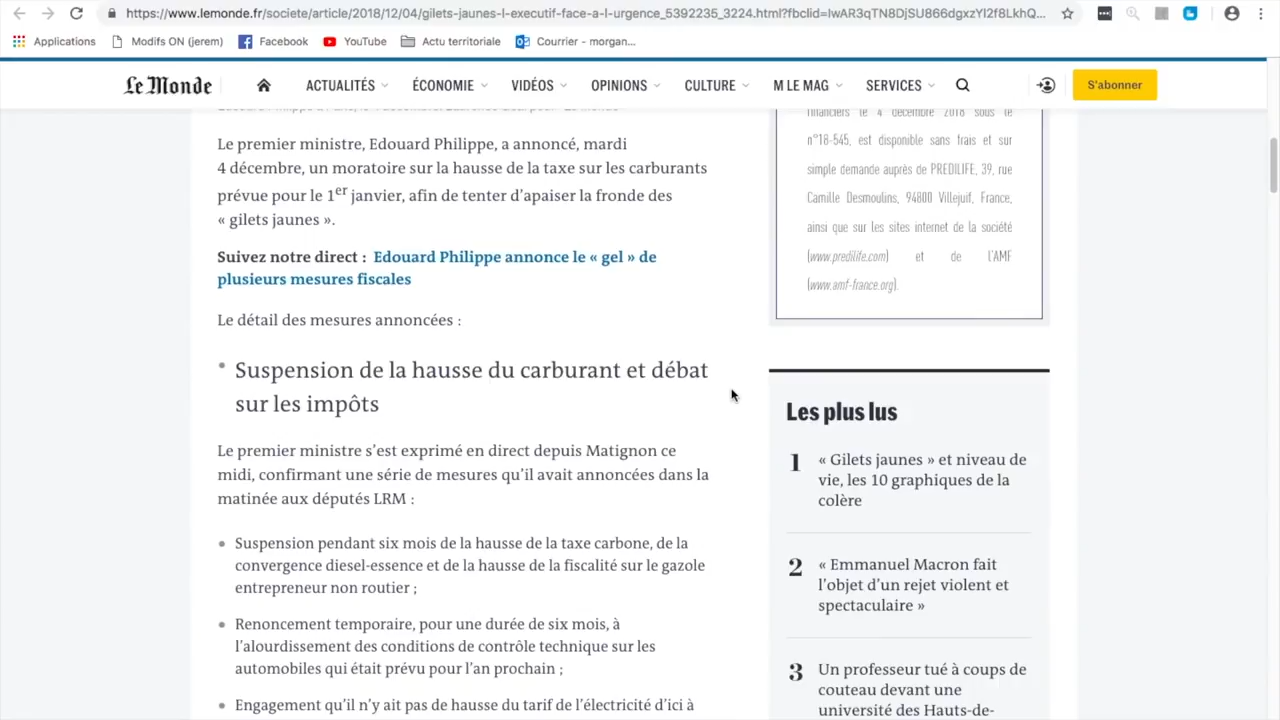 https://www.lemonde.fr/societe/article/2018/12/04/gilets-jaunes-l-executif-face-a-l-urgence_5392235_3224.html?fbclid=IwAR3qTN8DjSU866dgxzYI2f8LkhQ...
Applications Modifs ON (jerem) Facebook YouTube Actu territoriale Courrier - morgan...
Le Monde ACTUALITÉS ÉCONOMIE VIDÉOS OPINIONS CULTURE M LE MAG SERVICES S'abonner
Le premier ministre, Edouard Philippe, a annoncé, mardi
4 décembre, un moratoire sur la hausse de la taxe sur les carburants
prévue pour le 1er janvier, afin de tenter d’apaiser la fronde des
« gilets jaunes ».
Suivez notre direct : Edouard Philippe annonce le « gel » de
plusieurs mesures fiscales
Le détail des mesures annoncées :
• Suspension de la hausse du carburant et débat
sur les impôts
Le premier ministre s’est exprimé en direct depuis Matignon ce
midi, confirmant une série de mesures qu’il avait annoncées dans la
matinée aux députés LRM :
• Suspension pendant six mois de la hausse de la taxe carbone, de la
convergence diesel-essence et de la hausse de la fiscalité sur le gazole
entrepreneur non routier ;
• Renoncement temporaire, pour une durée de six mois, à
l’alourdissement des conditions de contrôle technique sur les
automobiles qui était prévu pour l’an prochain ;
• Engagement qu’il n’y ait pas de hausse du tarif de l’électricité d’ici à
financiers le 4 décembre 2018 sous le
n°18-545, est disponible sans frais et sur
simple demande auprès de PREDILIFE, 39, rue
Camille Desmoulins, 94800 Villejuif, France,
ainsi que sur les sites internet de la société
(www.predilife.com) et de l’AMF
(www.amf-france.org).
Les plus lus
1 « Gilets jaunes » et niveau de
vie, les 10 graphiques de la
colère
2 « Emmanuel Macron fait
l’objet d’un rejet violent et
spectaculaire »
3 Un professeur tué à coups de
couteau devant une
université des Hauts-de-